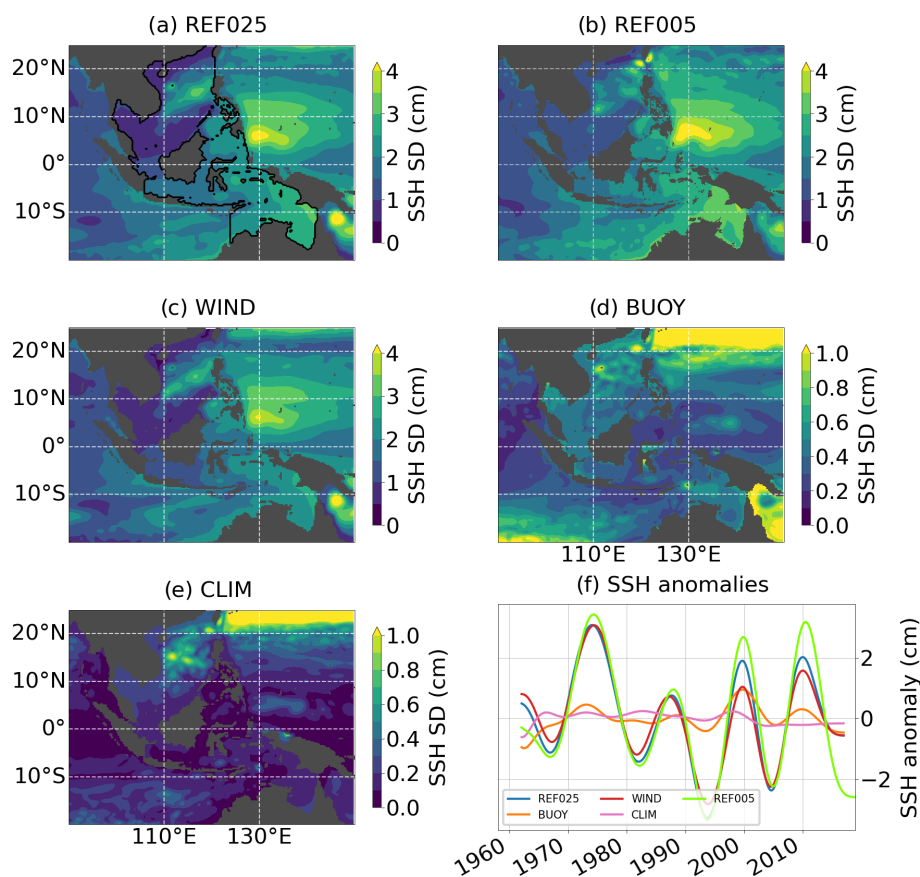 (a) REF025
20°N
10°N
0°
10°S
4
3
2
1
0
SSH SD (cm)
(b) REF005
4
3
2
1
0
SSH SD (cm)
(c) WIND
20°N
10°N
0°
10°S
4
3
2
1
0
SSH SD (cm)
(d) BUOY
110°E 130°E
1.0
0.8
0.6
0.4
0.2
0.0
SSH SD (cm)
(e) CLIM
20°N
10°N
0°
10°S
110°E 130°E
1.0
0.8
0.6
0.4
0.2
0.0
SSH SD (cm)
(f) SSH anomalies
2
0
−2
SSH anomaly (cm)
REF025 WIND REF005
BUOY CLIM
1960 1970 1980 1990 2000 2010